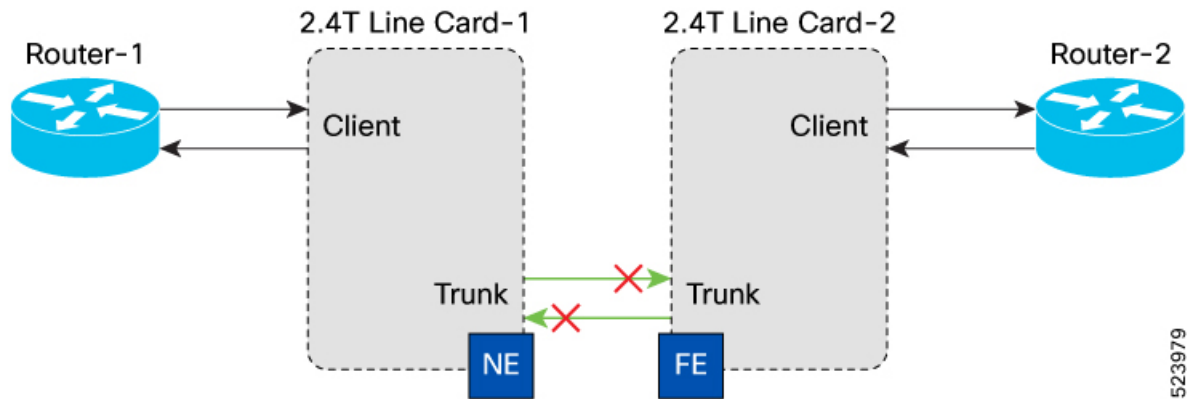 2.4T Line Card-1
2.4T Line Card-2
Router-1
Router-2
Client
Client
Trunk
Trunk
NE
FE
523979